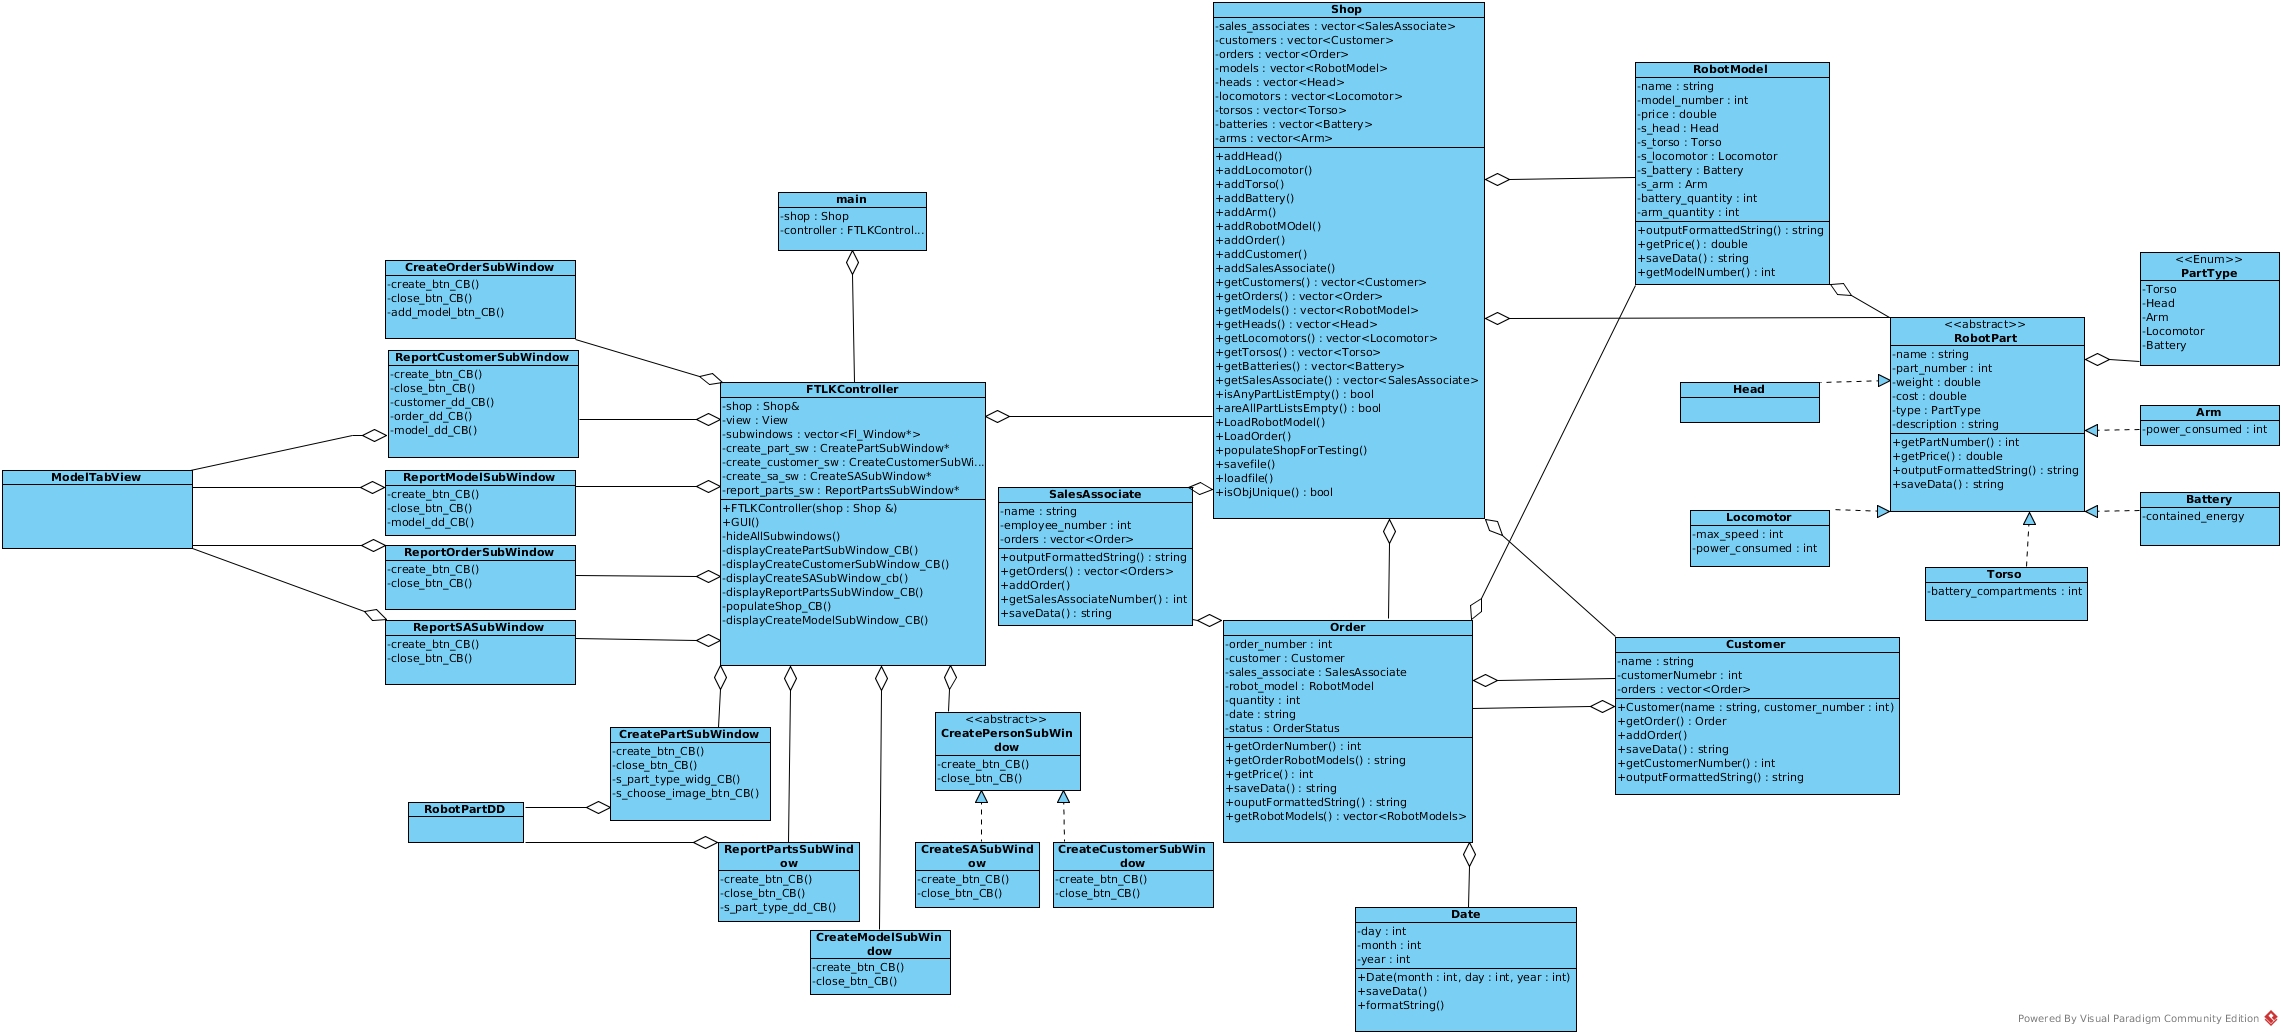 Shop
-sales_associates : vector<SalesAssociate>
-customers : vector<Customer>
-orders : vector<Order>
-models : vector<RobotModel>
-heads : vector<Head>
-locomotors : vector<Locomotor>
-torsos : vector<Torso>
-batteries : vector<Battery>
-arms : vector<Arm>
+addHead()
+addLocomotor()
+addTorso()
+addBattery()
+addArm()
+addRobotMOdel()
+addOrder()
+addCustomer()
+addSalesAssociate()
+getCustomers() : vector<Customer>
+getOrders() : vector<Order>
+getModels() : vector<RobotModel>
+getHeads() : vector<Head>
+getLocomotors() : vector<Locomotor>
+getTorsos() : vector<Torso>
+getBatteries() : vector<Battery>
+getSalesAssociate() : vector<SalesAssociate>
+isAnyPartListEmpty() : bool
+areAllPartListsEmpty() : bool
+LoadRobotModel()
+LoadOrder()
+populateShopForTesting()
+savefile()
+loadfile()
+isObjUnique() : bool
RobotModel
-name : string
-model_number : int
-price : double
-s_head : Head
-s_torso : Torso
-s_locomotor : Locomotor
-s_battery : Battery
-s_arm : Arm
-battery_quantity : int
-arm_quantity : int
+outputFormattedString() : string
+getPrice() : double
+saveData() : string
+getModelNumber() : int
main
-shop : Shop
-controller : FTLKControl...
<<Enum>>
PartType
-Torso
-Head
-Arm
-Locomotor
-Battery
CreateOrderSubWindow
-create_btn_CB()
-close_btn_CB()
-add_model_btn_CB()
ReportCustomerSubWindow
-create_btn_CB()
-close_btn_CB()
-customer_dd_CB()
-order_dd_CB()
-model_dd_CB()
ModelTabView
ReportModelSubWindow
-create_btn_CB()
-close_btn_CB()
-model_dd_CB()
ReportOrderSubWindow
-create_btn_CB()
-close_btn_CB()
ReportSASubWindow
-create_btn_CB()
-close_btn_CB()
FTLKController
-shop : Shop&
-view : View
-subwindows : vector<Fl_Window*>
-create_part_sw : CreatePartSubWindow*
-create_customer_sw : CreateCustomerSubWi...
-create_sa_sw : CreateSASubWindow*
-report_parts_sw : ReportPartsSubWindow*
+FTLKController(shop : Shop &)
+GUI()
+hideAllSubwindows()
-displayCreatePartSubWindow_CB()
-displayCreateCustomerSubWindow_CB()
-displayCreateSASubWindow_cb()
-displayReportPartsSubWindow_CB()
-populateShop_CB()
-displayCreateModelSubWindow_CB()
<<abstract>>
RobotPart
-name : string
-part_number : int
-weight : double
-cost : double
-type : PartType
-description : string
+getPartNumber() : int
+getPrice() : double
+outputFormattedString() : string
+saveData() : string
Head
Arm
-power_consumed : int
Battery
-contained_energy
Locomotor
-max_speed : int
-power_consumed : int
Torso
-battery_compartments : int
SalesAssociate
-name : string
-employee_number : int
-orders : vector<Order>
+outputFormattedString() : string
+getOrders() : vector<Orders>
+addOrder()
+getSalesAssociateNumber() : int
+saveData() : string
Order
-order_number : int
-customer : Customer
-sales_associate : SalesAssociate
-robot_model : RobotModel
-quantity : int
-date : string
-status : OrderStatus
+getOrderNumber() : int
+getOrderRobotModels() : string
+getPrice() : int
+saveData() : string
+ouputFormattedString() : string
+getRobotModels() : vector<RobotModels>
Customer
-name : string
-customerNumebr : int
-orders : vector<Order>
+Customer(name : string, customer_number : int)
+getOrder() : Order
+addOrder()
+saveData() : string
+getCustomerNumber() : int
+outputFormattedString() : string
CreatePartSubWindow
-create_btn_CB()
-close_btn_CB()
-s_part_type_widg_CB()
-s_choose_image_btn_CB()
<<abstract>>
CreatePersonSubWin
dow
-create_btn_CB()
-close_btn_CB()
RobotPartDD
ReportPartsSubWind
ow
-create_btn_CB()
-close_btn_CB()
-s_part_type_dd_CB()
CreateSASubWind
ow
-create_btn_CB()
-close_btn_CB()
CreateCustomerSubWin
dow
-create_btn_CB()
-close_btn_CB()
CreateModelSubWin
dow
-create_btn_CB()
-close_btn_CB()
Date
-day : int
-month : int
-year : int
+Date(month : int, day : int, year : int)
+saveData()
+formatString()
Powered By Visual Paradigm Community Edition